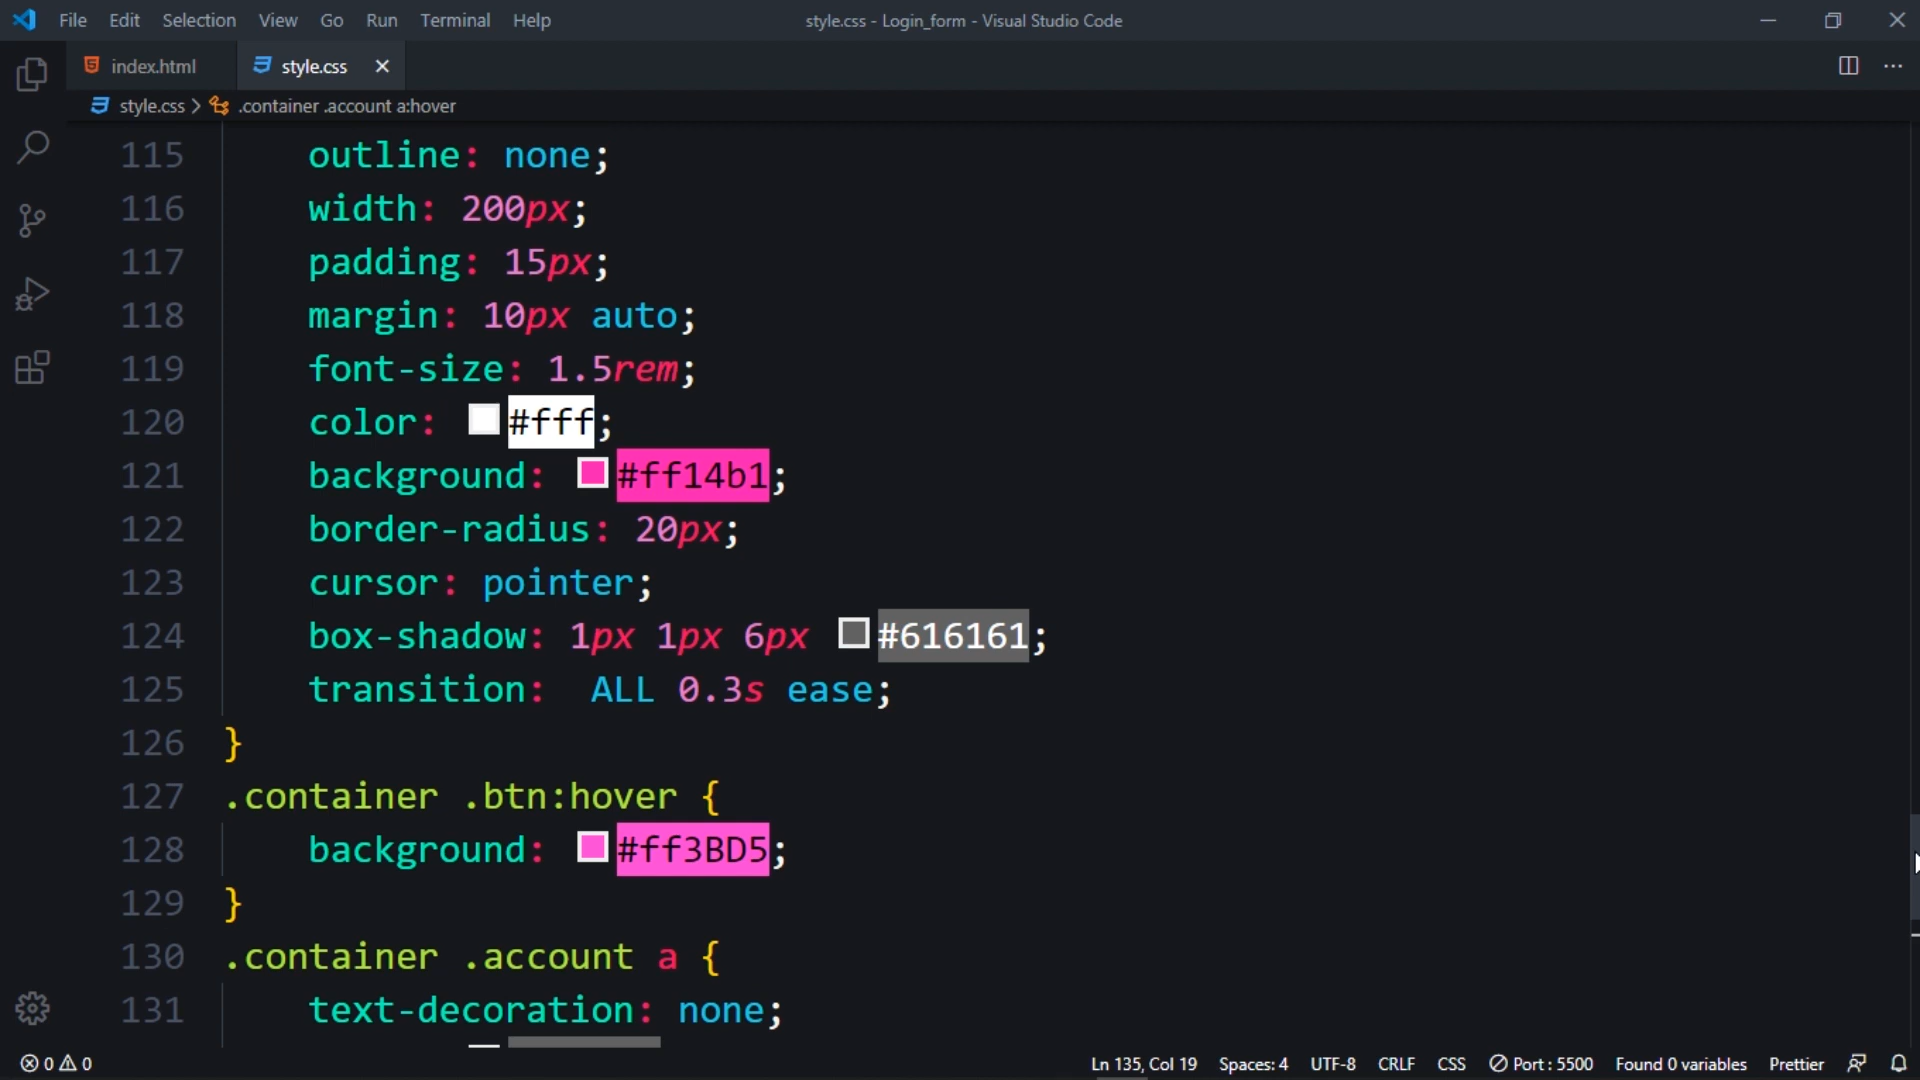 File Edit Selection View Go Run Terminal Help style.css - Login_form - Visual Studio Code
index.html style.css
style.css > .container .account a:hover
115 outline: none;
116 width: 200px;
117 padding: 15px;
118 margin: 10px auto;
119 font-size: 1.5rem;
120 color: #fff;
121 background: #ff14b1;
122 border-radius: 20px;
123 cursor: pointer;
124 box-shadow: 1px 1px 6px #616161;
125 transition:  ALL 0.3s ease;
126 }
127 .container .btn:hover {
128 background: #ff3BD5;
129 }
130 .container .account a {
131 text-decoration: none;
0 0 Ln 135, Col 19 Spaces: 4 UTF-8 CRLF CSS Port : 5500 Found 0 variables Prettier